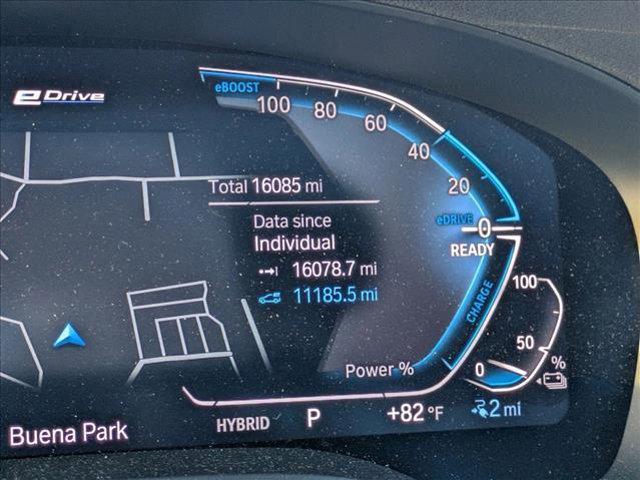 eDrive
eBOOST
100
80
60
40
20
eDRIVE
0
READY
Total 16085 mi
Data since
Individual
16078.7 mi
11185.5 mi
CHARGE
100
50
0
%
Power %
HYBRID
P
+82 °F
2 mi
Buena Park